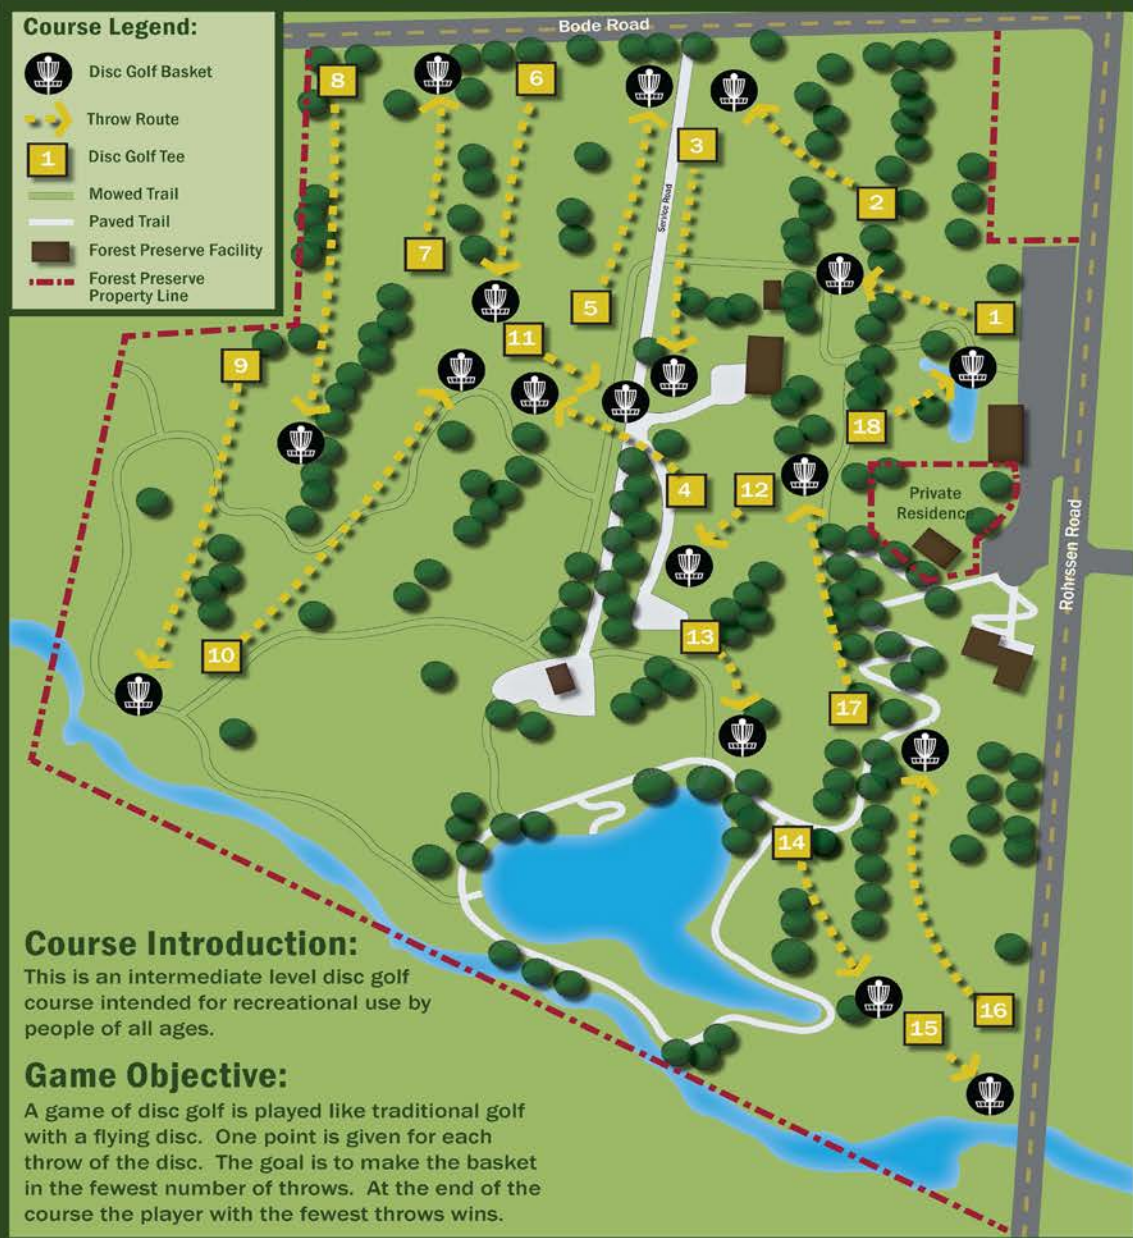 Course Legend:
Disc Golf Basket
Throw Route
1 Disc Golf Tee
Mowed Trail
Paved Trail
Forest Preserve Facility
Forest Preserve
Property Line
Bode Road
8
6
3
2
7
5
1
11
9
18
4
12
10
13
17
14
16
15
Service Road
Private
Residence
Rohrssen Road
Course Introduction:
This is an intermediate level disc golf
course intended for recreational use by
people of all ages.
Game Objective:
A game of disc golf is played like traditional golf
with a flying disc. One point is given for each
throw of the disc. The goal is to make the basket
in the fewest number of throws. At the end of the
course the player with the fewest throws wins.